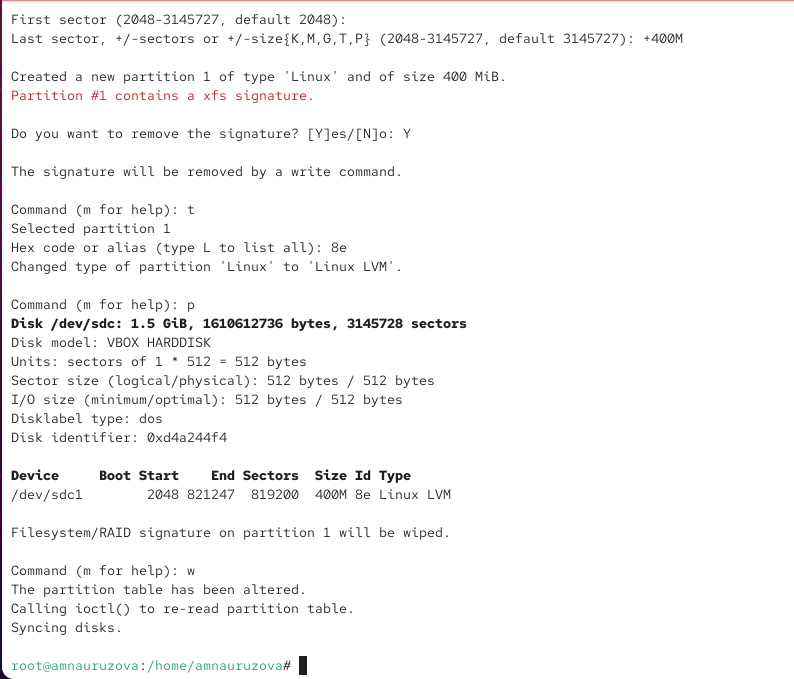 First sector (2048-3145727, default 2048):
Last sector, +/-sectors or +/-size{K,M,G,T,P} (2048-3145727, default 3145727): +400M
Created a new partition 1 of type 'Linux' and of size 400 MiB.
Partition #1 contains a xfs signature.
Do you want to remove the signature? [Y]es/[N]o: Y
The signature will be removed by a write command.
Command (m for help): t
Selected partition 1
Hex code or alias (type L to list all): 8e
Changed type of partition 'Linux' to 'Linux LVM'.
Command (m for help): p
Disk /dev/sdc: 1.5 GiB, 1610612736 bytes, 3145728 sectors
Disk model: VBOX HARDDISK
Units: sectors of 1 * 512 = 512 bytes
Sector size (logical/physical): 512 bytes / 512 bytes
I/O size (minimum/optimal): 512 bytes / 512 bytes
Disklabel type: dos
Disk identifier: 0xd4a244f4
Device     Boot Start    End Sectors  Size Id Type
/dev/sdc1        2048 821247  819200  400M 8e Linux LVM
Filesystem/RAID signature on partition 1 will be wiped.
Command (m for help): w
The partition table has been altered.
Calling ioctl() to re-read partition table.
Syncing disks.
root@amnauruzova:/home/amnauruzova#